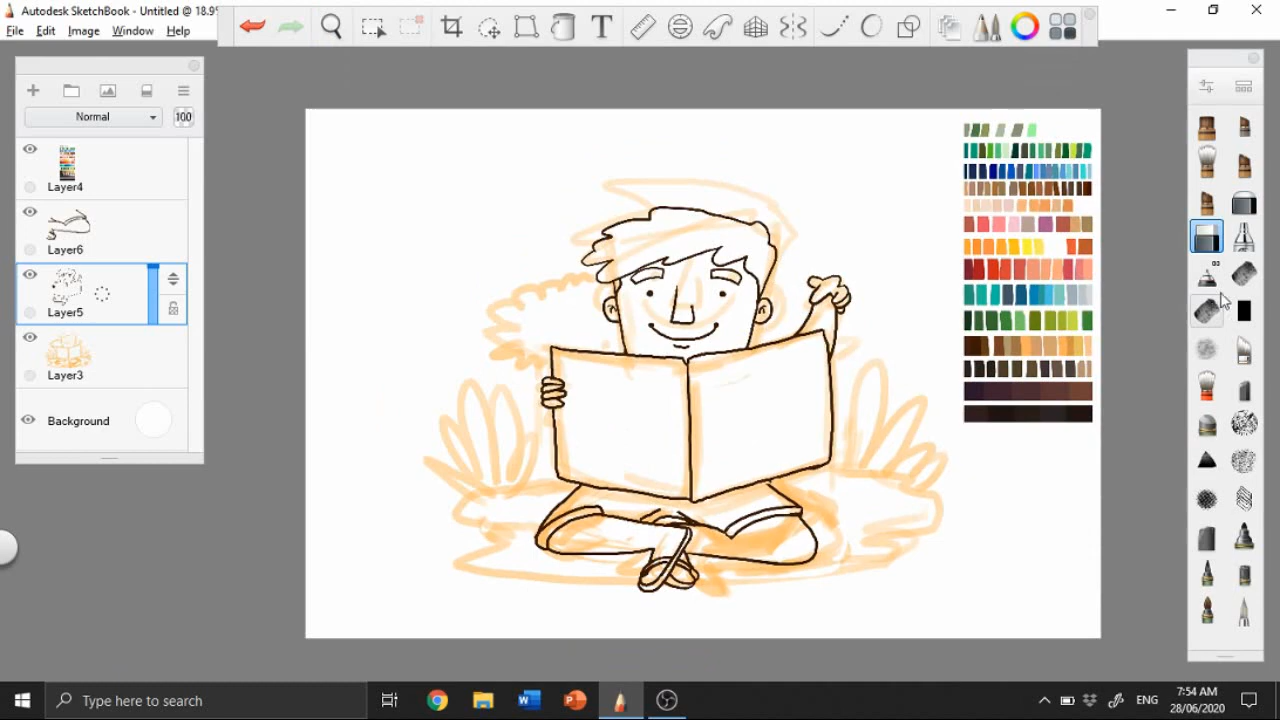 Autodesk SketchBook - Untitled @ 18.9%
File Edit Image Window Help
T
Normal
100
Layer4
Layer6
Layer5
Layer3
Background
Type here to search
ENG
7:54 AM
28/06/2020